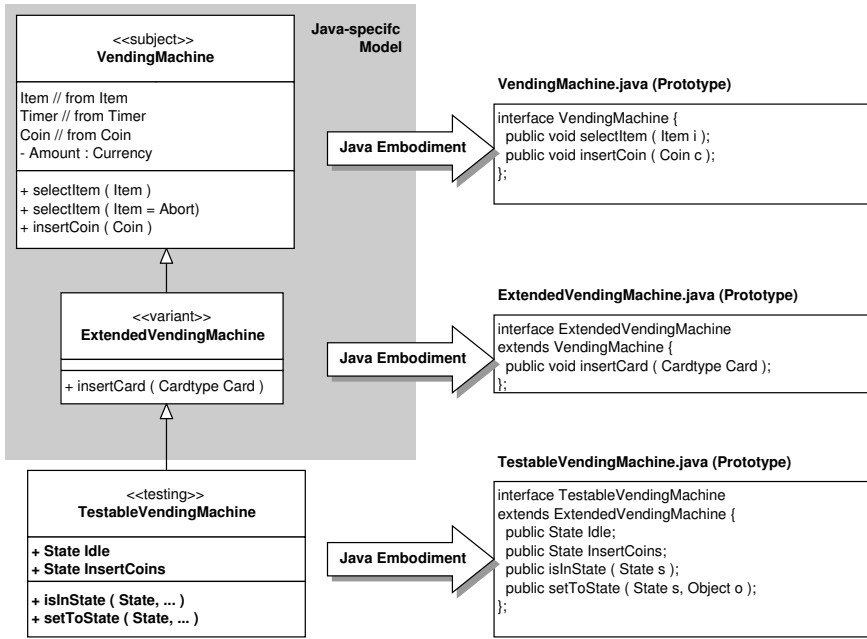 Java-specifc
Model
<<subject>>
VendingMachine
Item // from Item
Timer // from Timer
Coin // from Coin
- Amount : Currency
+ selectItem ( Item )
+ selectItem ( Item = Abort)
+ insertCoin ( Coin )
Java Embodiment
VendingMachine.java (Prototype)
interface VendingMachine {
public void selectItem ( Item i );
public void insertCoin ( Coin c );
};
<<variant>>
ExtendedVendingMachine
+ insertCard ( Cardtype Card )
Java Embodiment
ExtendedVendingMachine.java (Prototype)
interface ExtendedVendingMachine
extends VendingMachine {
public void insertCard ( Cardtype Card );
};
<<testing>>
TestableVendingMachine
+ State Idle
+ State InsertCoins
+ isInState ( State, ... )
+ setToState ( State, ... )
Java Embodiment
TestableVendingMachine.java (Prototype)
interface TestableVendingMachine
extends ExtendedVendingMachine {
public State Idle;
public State InsertCoins;
public isInState ( State s );
public setToState ( State s, Object o );
};